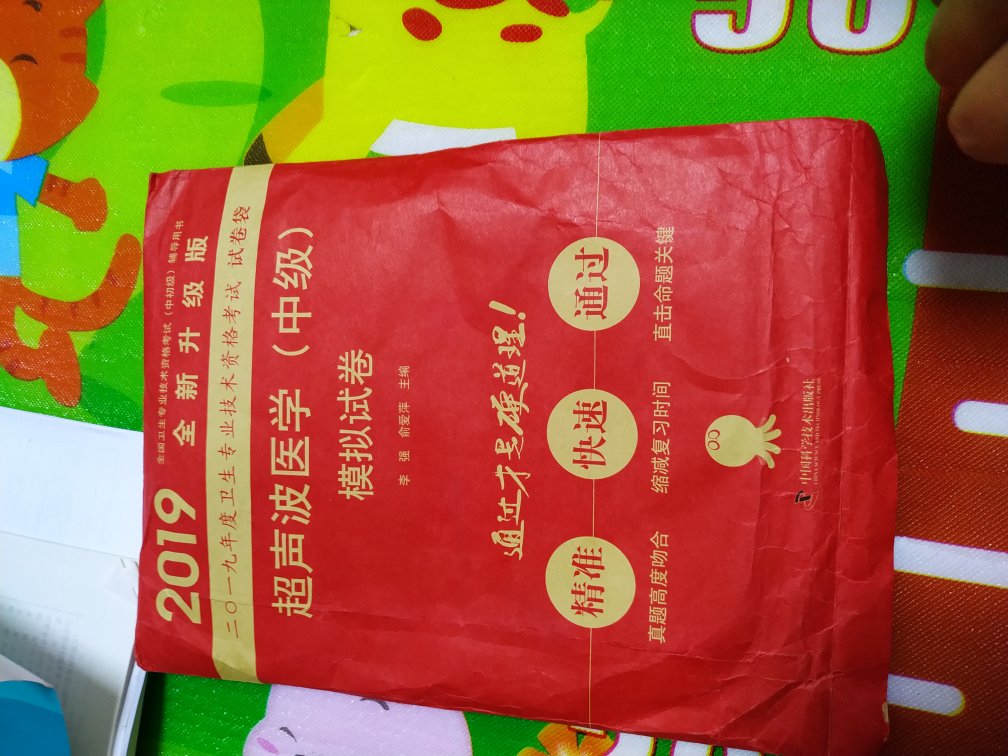 全国卫生专业技术资格考试（中初级）辅导用书
2019 全新升级版
二〇一九年度卫生专业技术资格考试 试卷袋
超声波医学（中级）
模拟试卷
李强 俞爱萍 主编
通过才是硬道理！
精准 快速 通过
真题高度吻合 缩减复习时间 直击命题关键
中国科学技术出版社
CHINA SCIENCE AND TECHNOLOGY PRESS